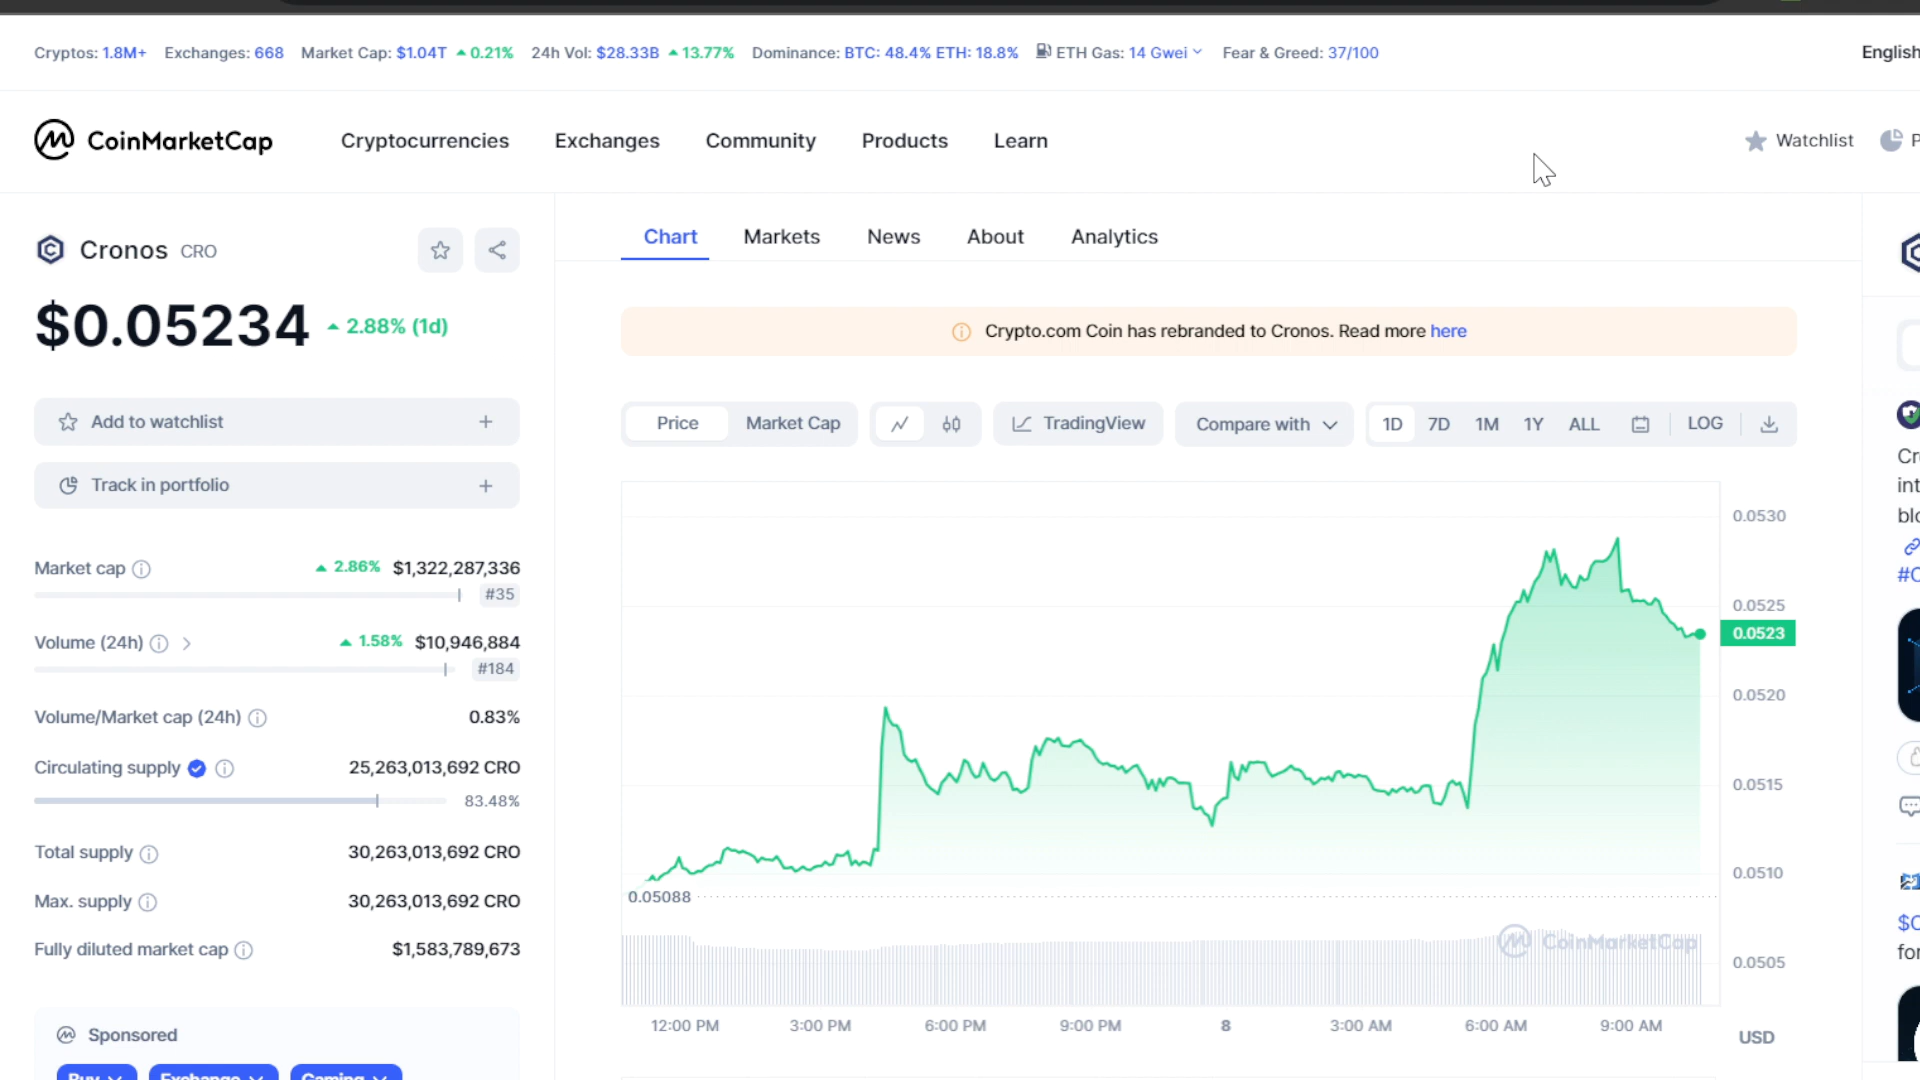 Cryptos: 1.8M+ Exchanges: 668 Market Cap: $1.04T 0.21% 24h Vol: $28.33B 13.77% Dominance: BTC: 48.4% ETH: 18.8% ETH Gas: 14 Gwei Fear & Greed: 37/100 English
CoinMarketCap Cryptocurrencies Exchanges Community Products Learn Watchlist
Cronos CRO
$0.05234 2.88% (1d)
Add to watchlist +
Track in portfolio +
Market cap 2.86% $1,322,287,336
#35
Volume (24h) 1.58% $10,946,884
#184
Volume/Market cap (24h) 0.83%
Circulating supply 25,263,013,692 CRO
83.48%
Total supply 30,263,013,692 CRO
Max. supply 30,263,013,692 CRO
Fully diluted market cap $1,583,789,673
Sponsored
Buy Exchange Gaming
Chart Markets News About Analytics
Crypto.com Coin has rebranded to Cronos. Read more here
Price Market Cap TradingView Compare with 1D 7D 1M 1Y ALL LOG
0.0530
0.0525
0.0523
0.0520
0.0515
0.0510
0.05088
CoinMarketCap
0.0505
12:00 PM 3:00 PM 6:00 PM 9:00 PM 8 3:00 AM 6:00 AM 9:00 AM
USD